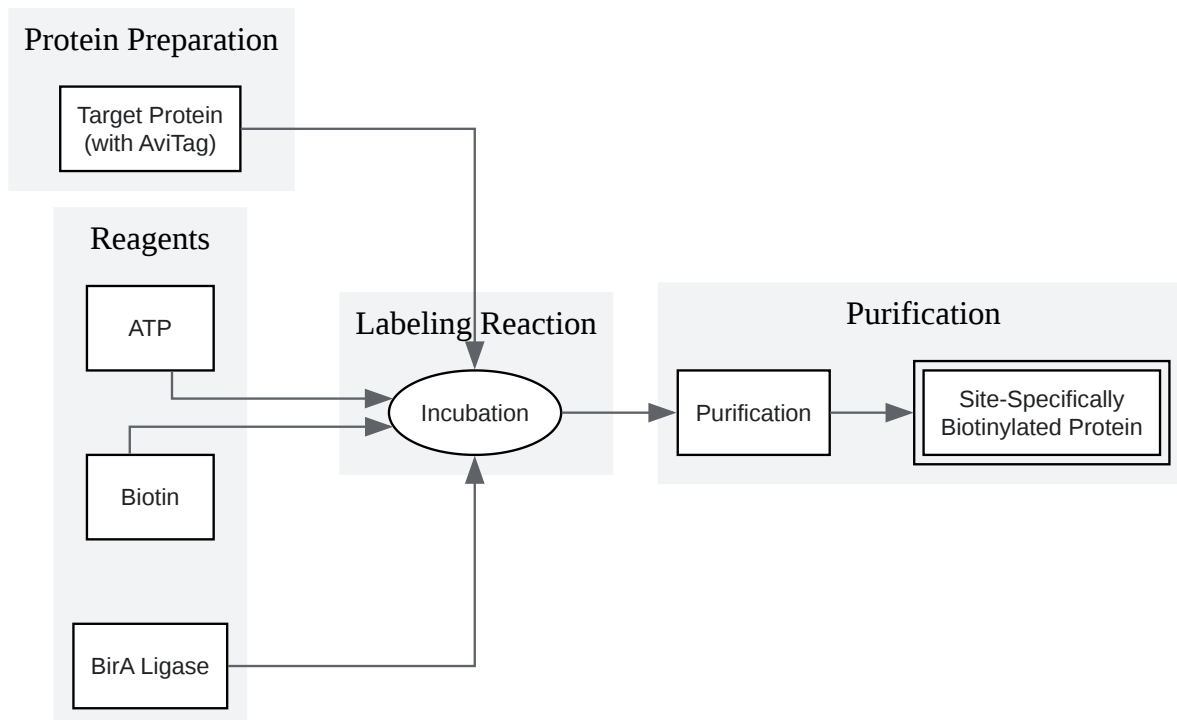 Protein Preparation
Target Protein
(with AviTag)
Reagents
ATP
Biotin
BirA Ligase
Labeling Reaction
Incubation
Purification
Purification
Site-Specifically
Biotinylated Protein